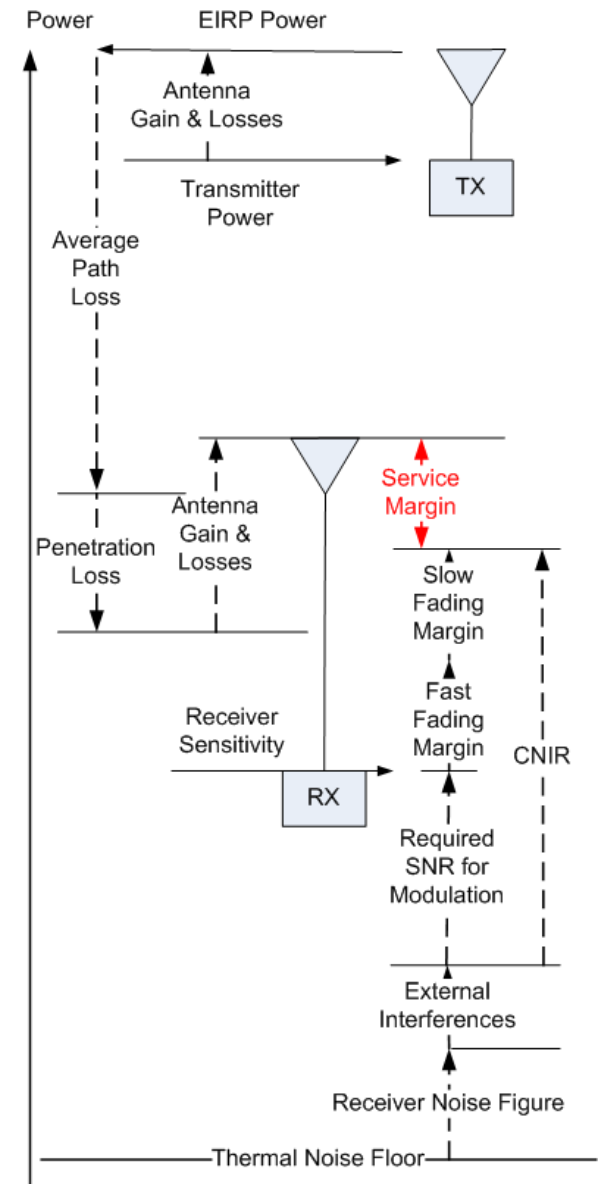 Power
EIRP Power
Antenna
Gain & Losses
Transmitter
Power
TX
Average
Path
Loss
Service
Margin
Antenna
Gain &
Losses
Penetration
Loss
Slow
Fading
Margin
Fast
Fading
Margin
CNIR
Receiver
Sensitivity
RX
Required
SNR for
Modulation
External
Interferences
Receiver Noise Figure
Thermal Noise Floor